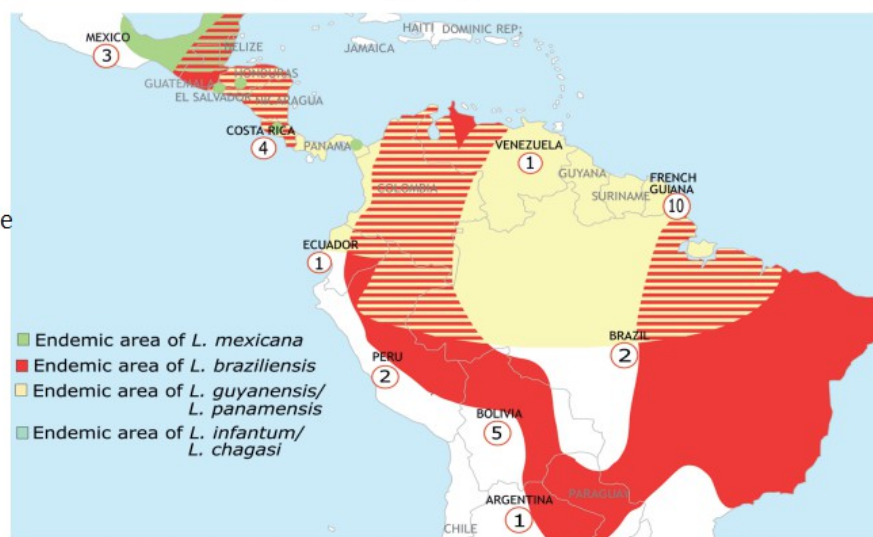 HAITI
DOMINIC REP:
JAMAICA
MEXICO
3
BELIZE
HONDURAS
GUATEMALA
EL SALVADOR
NICARAGUA
COSTA RICA
4
PANAMA
VENEZUELA
1
GUYANA
SURINAME
FRENCH
GUIANA
10
COLOMBIA
e
ECUADOR
1
BRAZIL
2
PERU
2
BOLIVIA
5
PARAGUAY
ARGENTINA
1
CHILE
Endemic area of L. mexicana
Endemic area of L. braziliensis
Endemic area of L. guyanensis/
L. panamensis
Endemic area of L. infantum/
L. chagasi